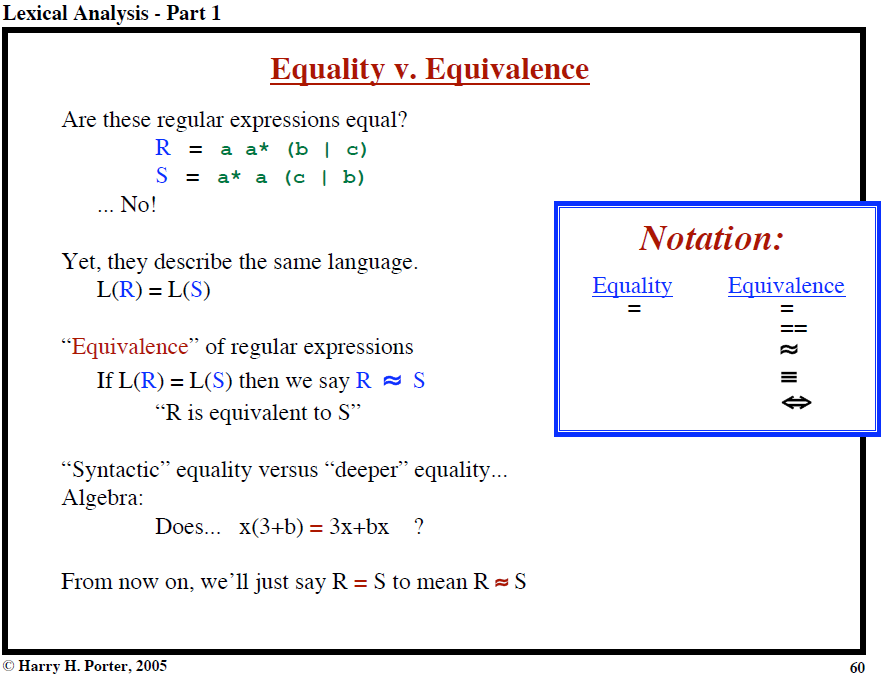 Lexical Analysis - Part 1
Equality v. Equivalence
Are these regular expressions equal?
R = a a* (b | c)
S = a* a (c | b)
... No!
Yet, they describe the same language.
L(R) = L(S)
“Equivalence” of regular expressions
If L(R) = L(S) then we say R ≈ S
“R is equivalent to S”
“Syntactic” equality versus “deeper” equality...
Algebra:
Does... x(3+b) = 3x+bx ?
From now on, we’ll just say R = S to mean R ≈ S
Notation:
Equality Equivalence
= =
==
≈
≡
⇔
© Harry H. Porter, 2005
60